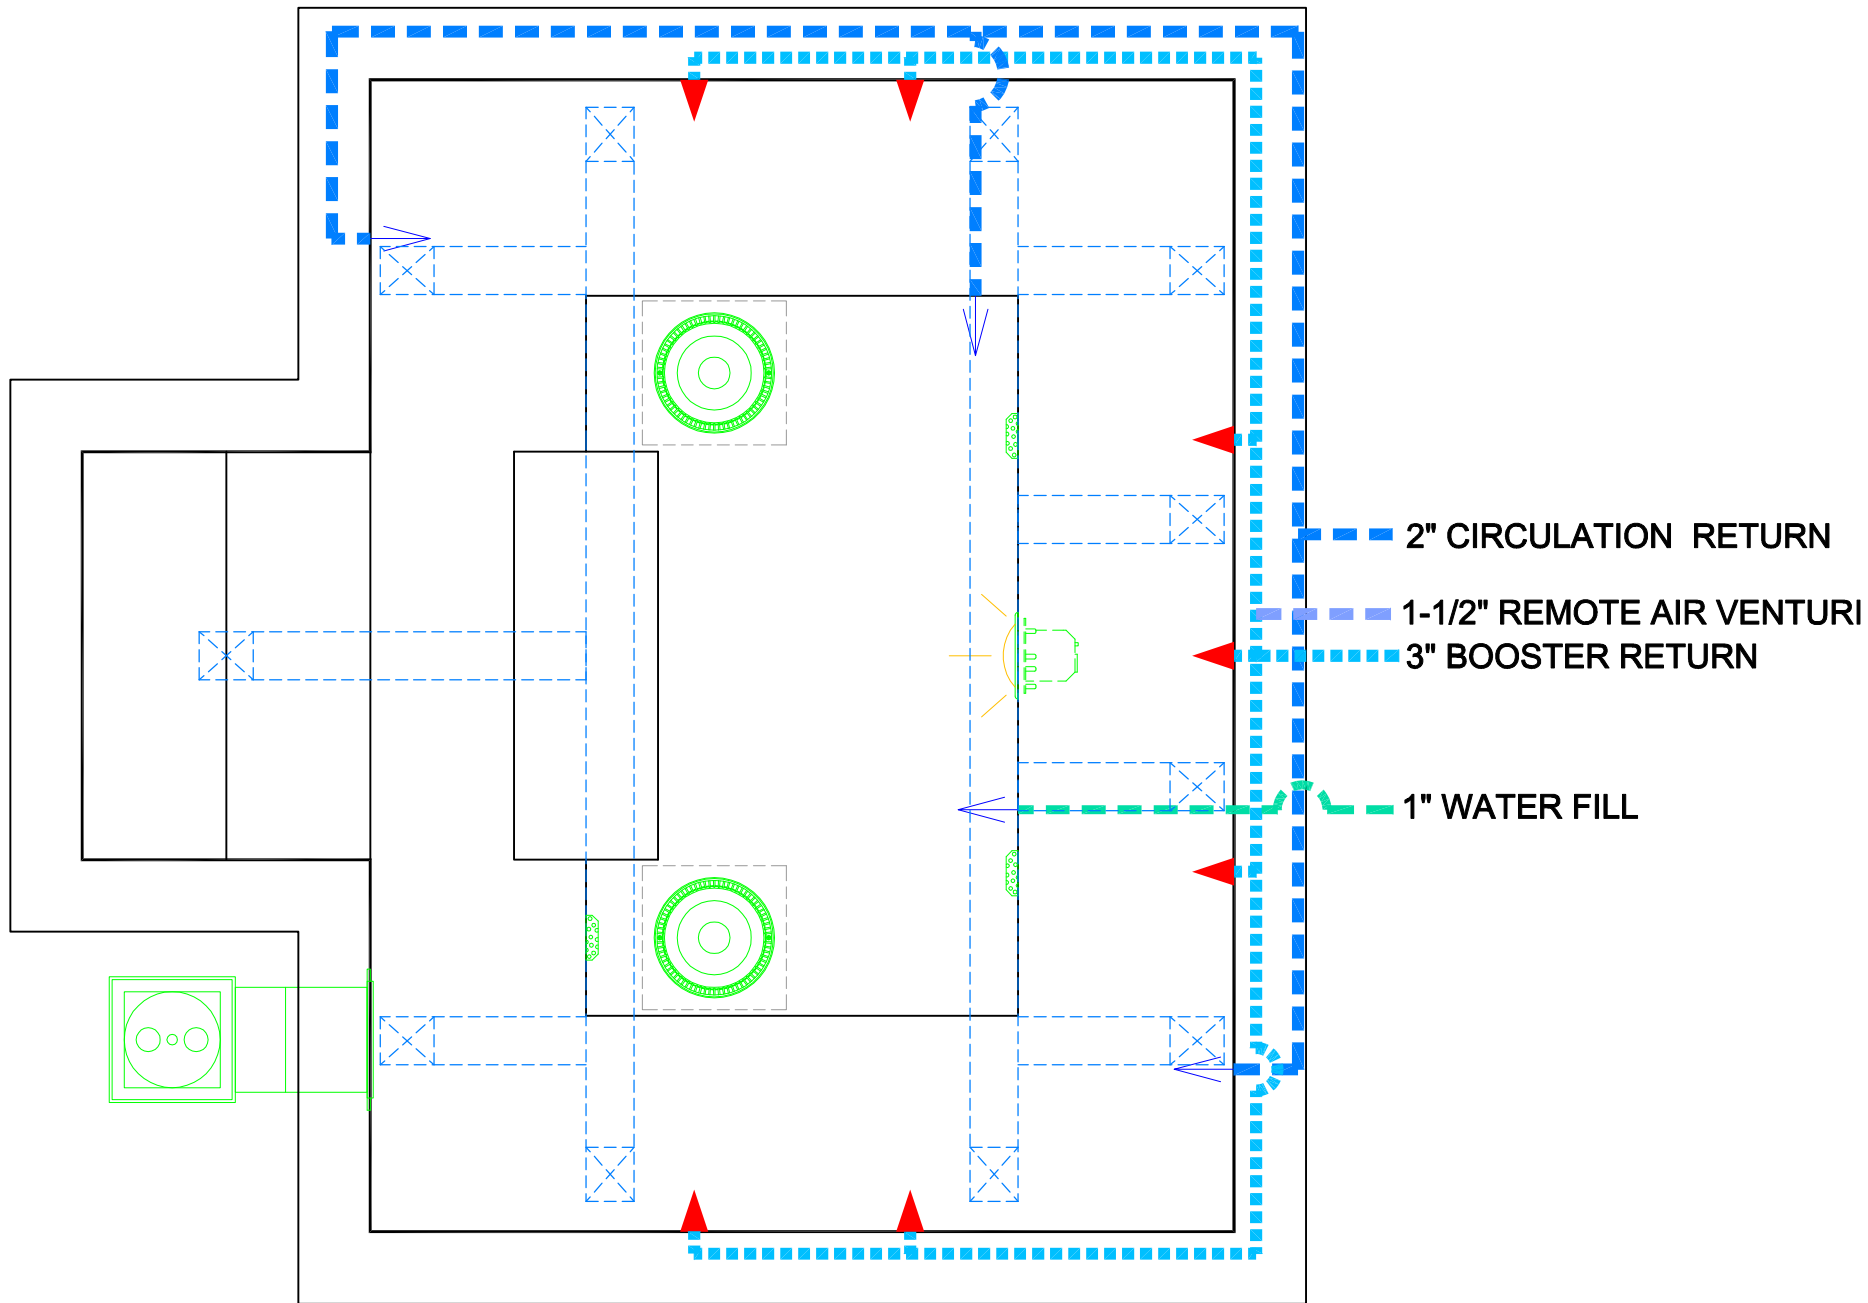 2" CIRCULATION RETURN
1-1/2" REMOTE AIR VENTURI
3" BOOSTER RETURN
1" WATER FILL